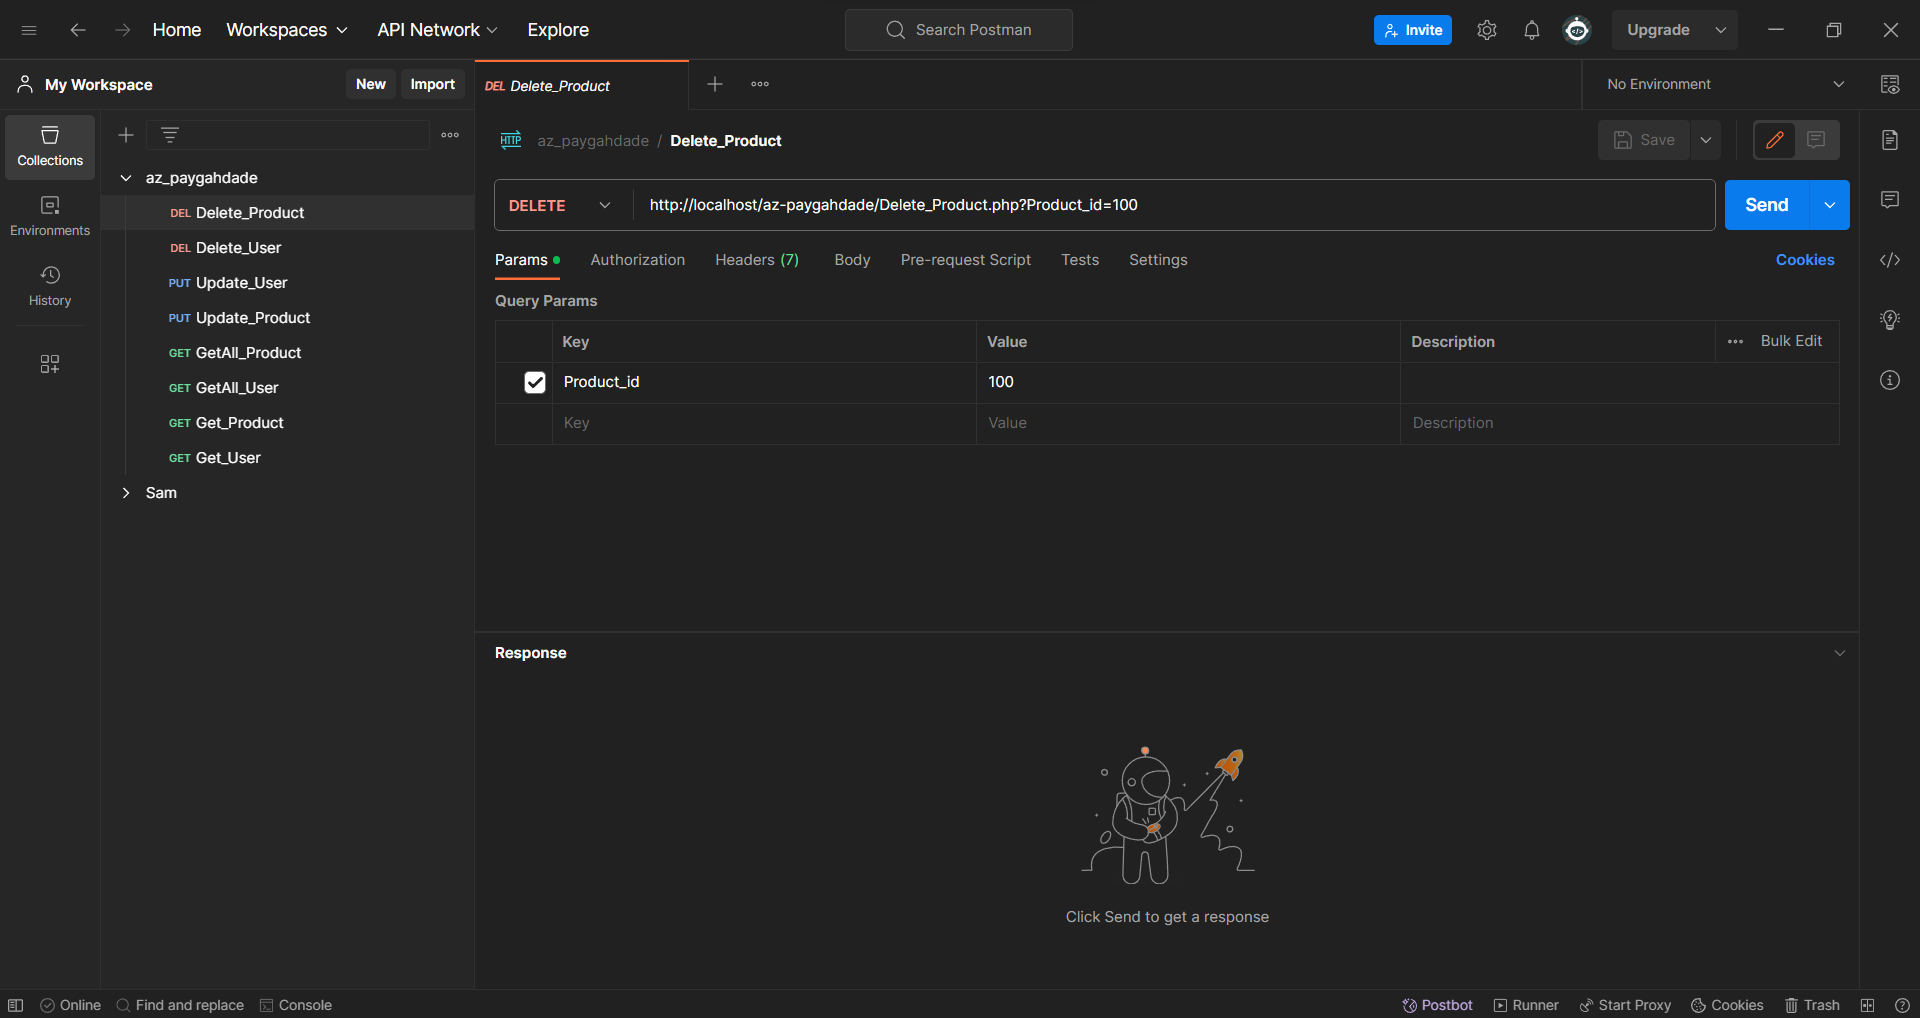 Home Workspaces API Network Explore Search Postman Invite Upgrade
My Workspace New Import DEL Delete_Product No Environment
Collections
Environments
History
az_paygahdade
DEL Delete_Product
DEL Delete_User
PUT Update_User
PUT Update_Product
GET GetAll_Product
GET GetAll_User
GET Get_Product
GET Get_User
Sam
HTTP az_paygahdade / Delete_Product Save
DELETE http://localhost/az-paygahdade/Delete_Product.php?Product_id=100 Send
Params Authorization Headers (7) Body Pre-request Script Tests Settings Cookies
Query Params
Key Value Description Bulk Edit
Product_id 100
Key Value Description
Response
Click Send to get a response
Online Find and replace Console Postbot Runner Start Proxy Cookies Trash